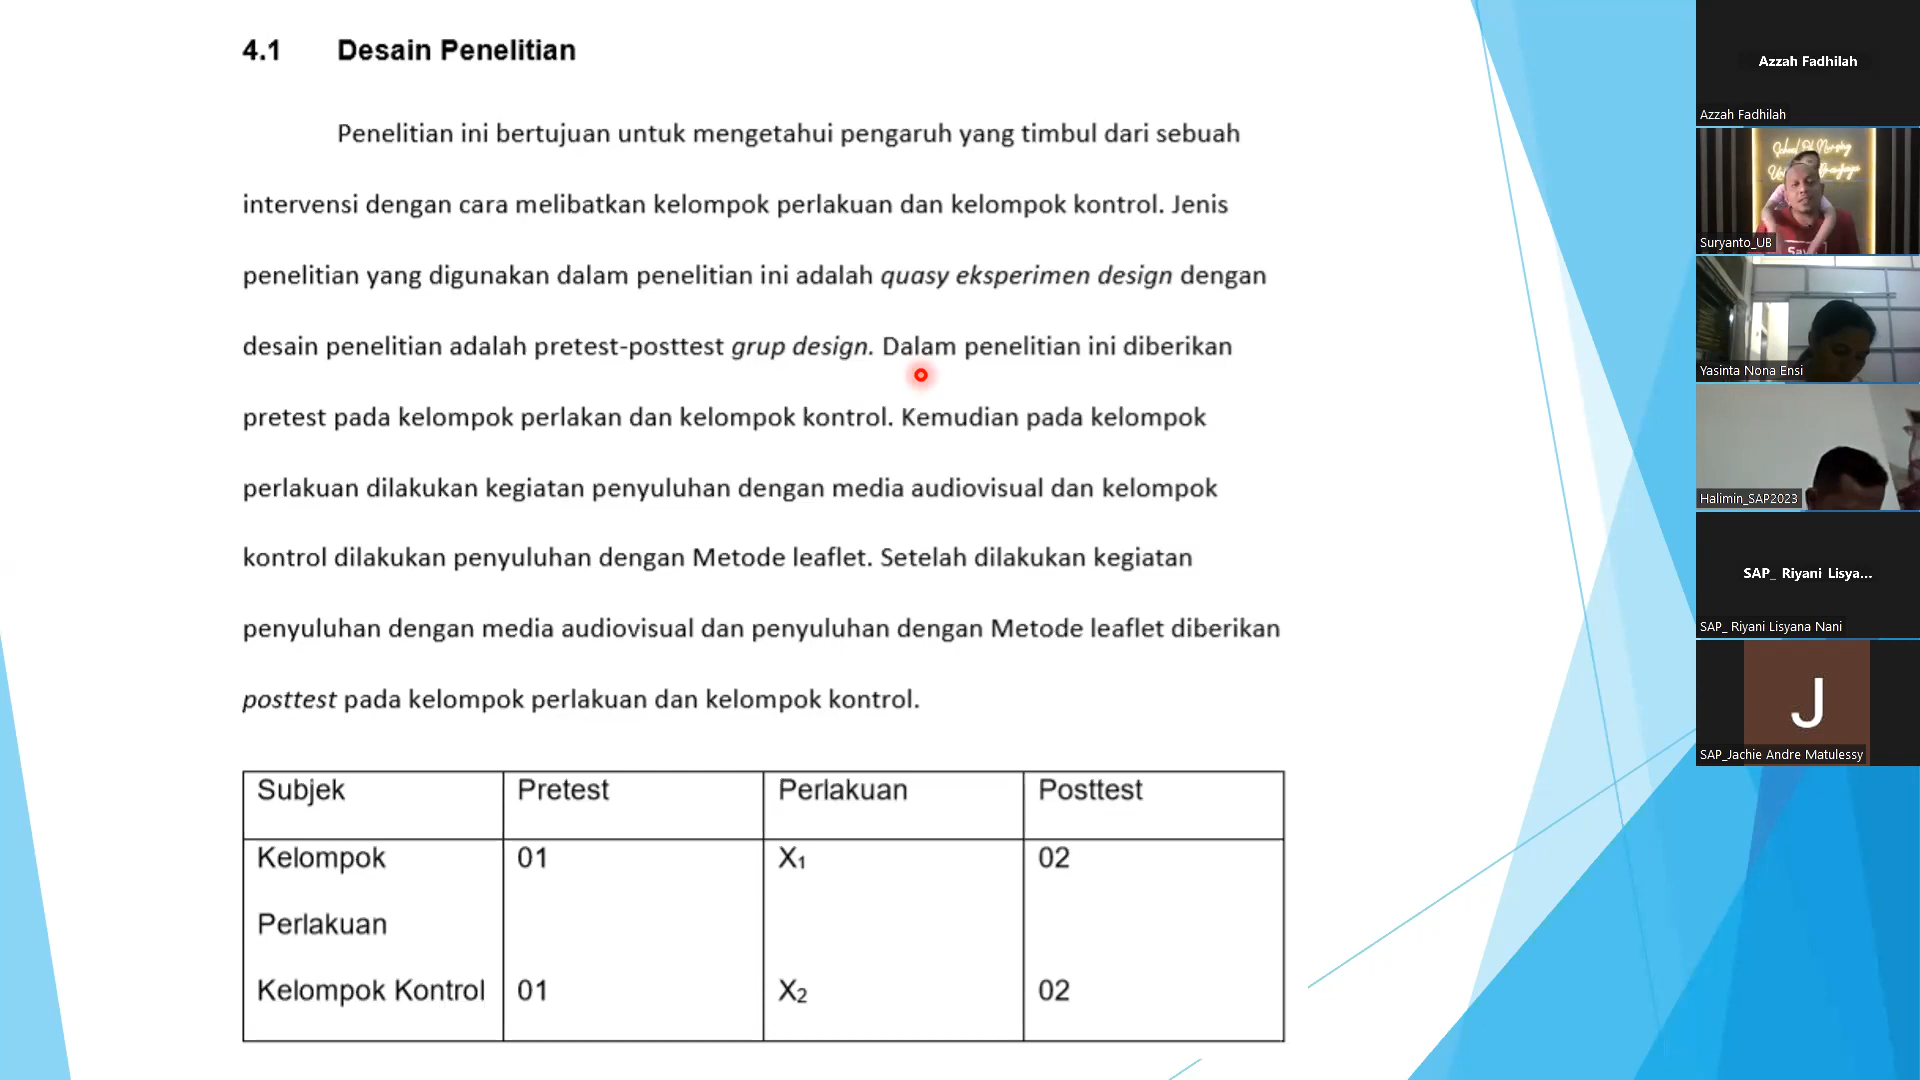 4.1 Desain Penelitian
Penelitian ini bertujuan untuk mengetahui pengaruh yang timbul dari sebuah
intervensi dengan cara melibatkan kelompok perlakuan dan kelompok kontrol. Jenis
penelitian yang digunakan dalam penelitian ini adalah quasy eksperimen design dengan
desain penelitian adalah pretest-posttest grup design. Dalam penelitian ini diberikan
pretest pada kelompok perlakan dan kelompok kontrol. Kemudian pada kelompok
perlakuan dilakukan kegiatan penyuluhan dengan media audiovisual dan kelompok
kontrol dilakukan penyuluhan dengan Metode leaflet. Setelah dilakukan kegiatan
penyuluhan dengan media audiovisual dan penyuluhan dengan Metode leaflet diberikan
posttest pada kelompok perlakuan dan kelompok kontrol.
Subjek Pretest Perlakuan Posttest
Kelompok 01 X₁ 02
Perlakuan
Kelompok Kontrol 01 X₂ 02
Azzah Fadhilah
Azzah Fadhilah
School Of Nursing
Suryanto_UB
Yasinta Nona Ensi
Halimin_SAP2023
SAP_ Riyani Lisya...
SAP_ Riyani Lisyana Nani
J
SAP_Jachie Andre Matulessy